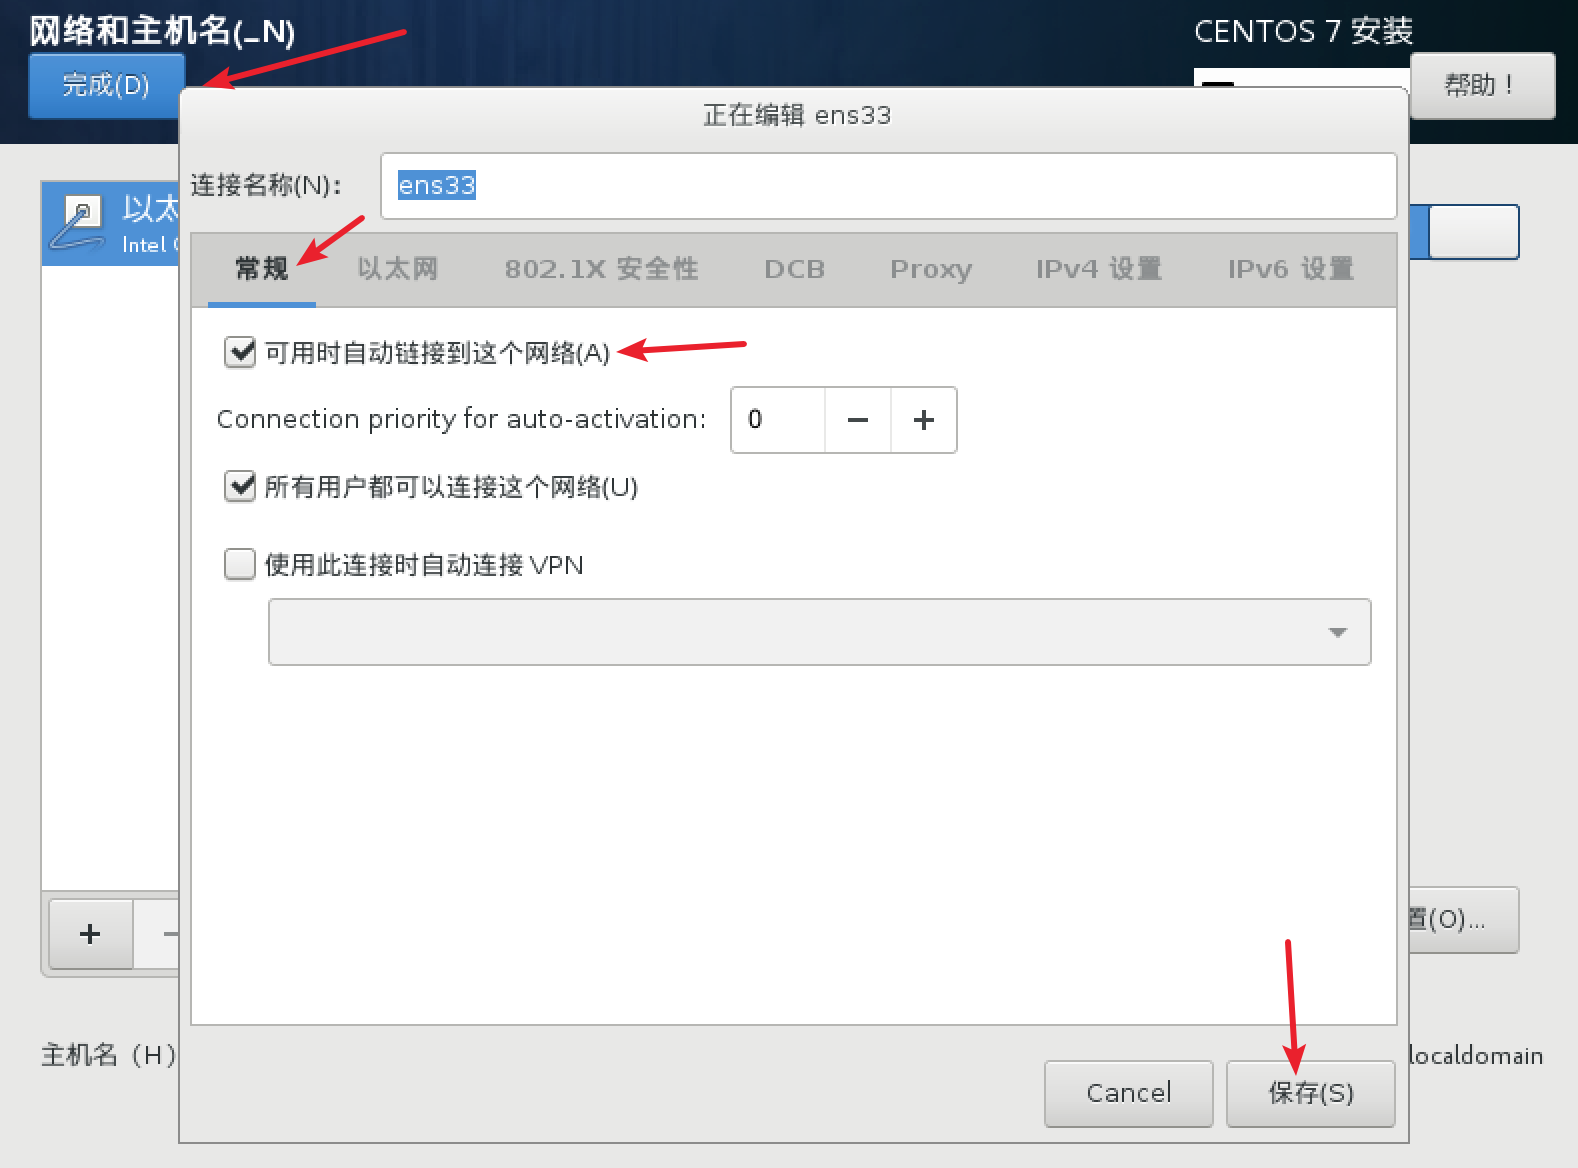 网络和主机名(_N)
CENTOS 7 安装
完成(D)
帮助！
正在编辑 ens33
连接名称(N)：
ens33
以太
Intel
常规
以太网
802.1X 安全性
DCB
Proxy
IPv4 设置
IPv6 设置
可用时自动链接到这个网络(A)
Connection priority for auto-activation:
0
− +
所有用户都可以连接这个网络(U)
使用此连接时自动连接 VPN
+ −
置(O)...
主机名（H）
localdomain
Cancel
保存(S)